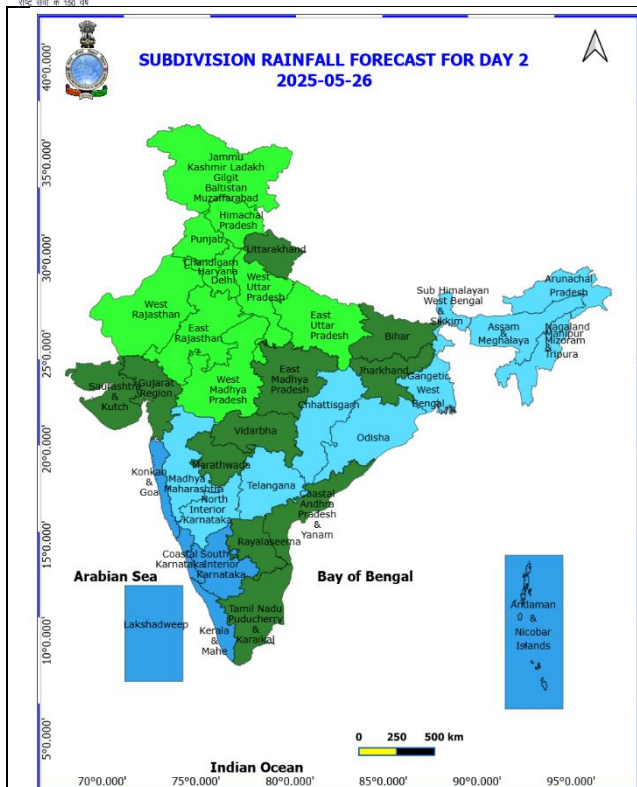 राष्ट्र सेवा के 150 वर्ष
SUBDIVISION RAINFALL FORECAST FOR DAY 2
2025-05-26
40°0.000'
35°0.000'
30°0.000'
25°0.000'
20°0.000'
15°0.000'
10°0.000'
5°0.000'
Jammu
Kashmir Ladakh
Gilgit
Baltistan
Muzaffarabad
Himachal
Pradesh
Punjab
Uttarakhand
Chandigarh
Haryana
Delhi
West
Uttar
Pradesh
West
Rajasthan
East
Rajasthan
East
Uttar
Pradesh
Sub Himalayan
West Bengal
&
Sikkim
Arunachal
Pradesh
Assam
&
Meghalaya
Nagaland
Manipur
Mizoram
&
Tripura
Bihar
Jharkhand
Gangetic
West
Bengal
Saurashtra
&
Kutch
Gujarat
Region
West
Madhya
Pradesh
East
Madhya
Pradesh
Chhattisgarh
Odisha
Vidarbha
Marathwada
Konkan
&
Goa
Madhya
Maharashtra
North
Interior
Karnataka
Telangana
Coastal
Andhra
Pradesh
&
Yanam
Rayalaseema
Coastal
Karnataka
South
Interior
Karnataka
Arabian Sea
Bay of Bengal
Lakshadweep
Kerala
&
Mahe
Tamil Nadu
Puducherry
&
Karaikal
Andaman
&
Nicobar
Islands
0 250 500 km
Indian Ocean
70°0.000' 75°0.000' 80°0.000' 85°0.000' 90°0.000' 95°0.000'